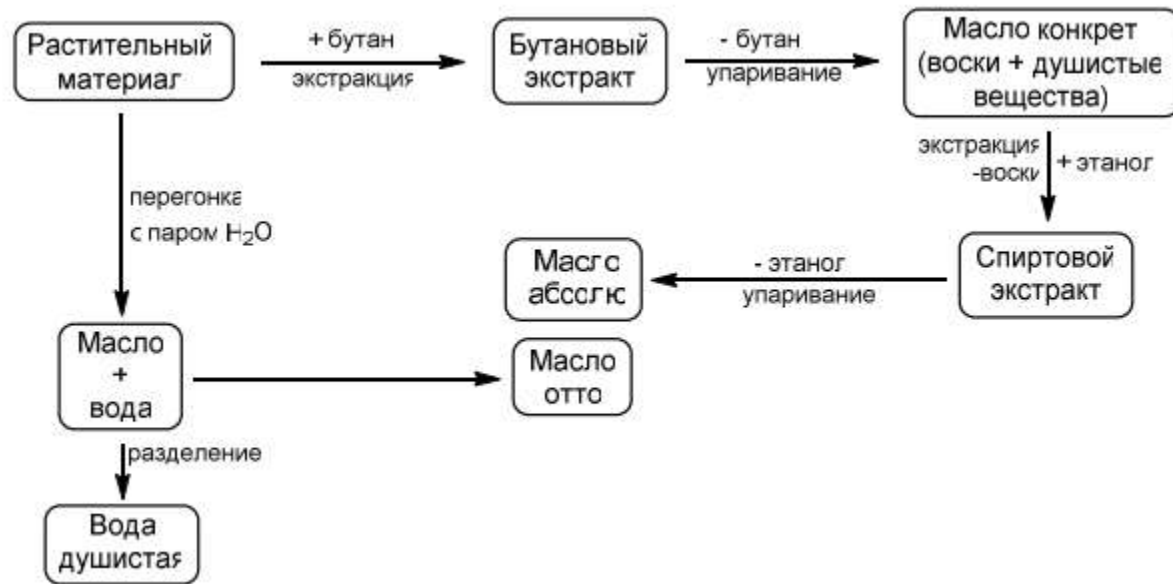 Растительный
материал
+ бутан
экстракция
Бутановый
экстракт
- бутан
упаривание
Масло конкрет
(воски + душистые
вещества)
экстракция
-воски
+ этанол
перегонка
с паром H₂O
Масло
абсолю
- этанол
упаривание
Спиртовой
экстракт
Масло
+
вода
Масло
отто
разделение
Вода
душистая